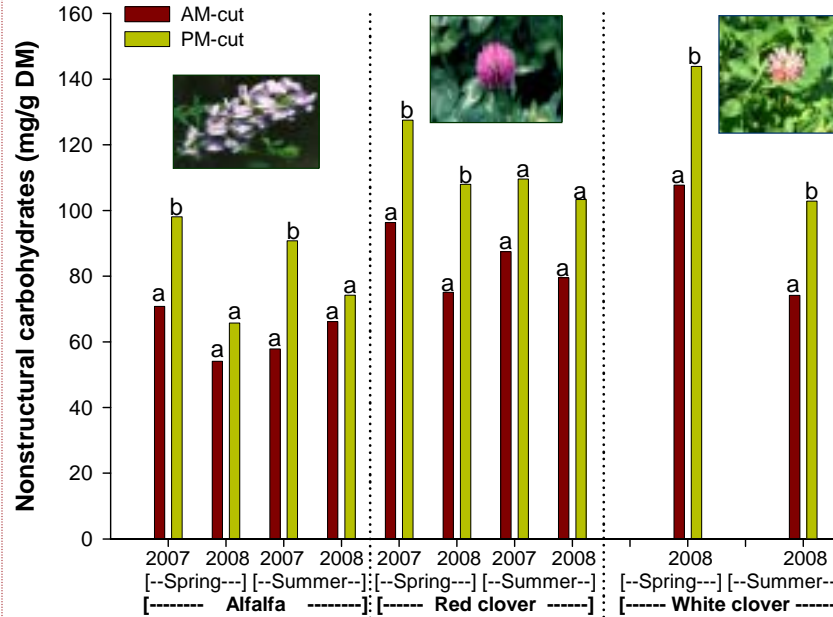 AM-cut
PM-cut
Nonstructural carbohydrates (mg/g DM)
160
140
120
100
80
60
40
20
0
a b a a a b a a
a b a b a a a a
a b a b
2007 2008 2007 2008 2007 2008 2007 2008 2008 2008
[--Spring---] [--Summer--] [--Spring---] [--Summer--] [--Spring---] [--Summer--
[-------- Alfalfa --------] [------ Red clover ------] [------ White clover -----